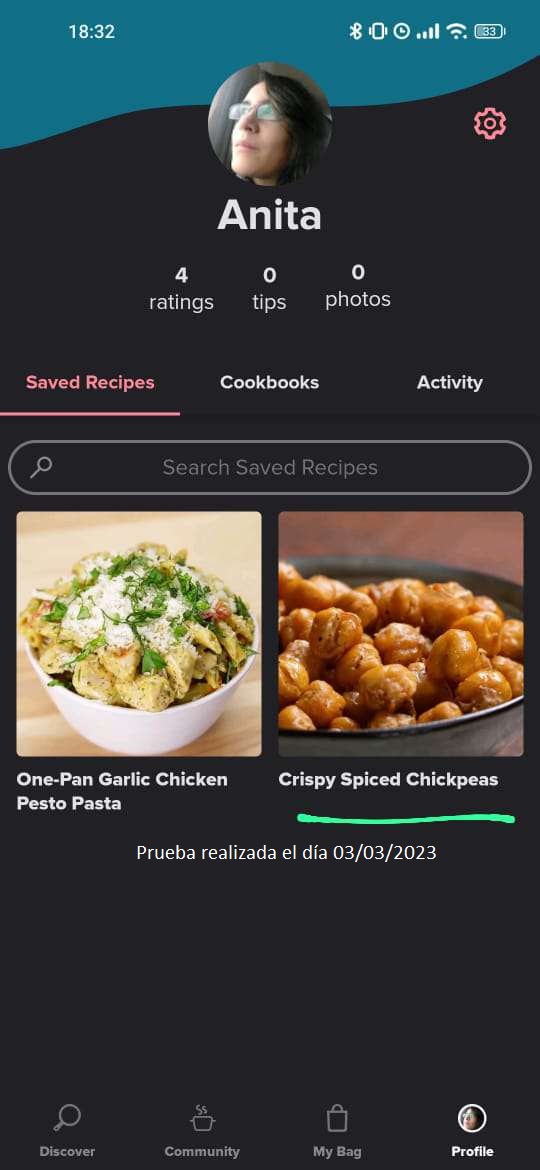 18:32
33
Anita
4
ratings
0
tips
0
photos
Saved Recipes
Cookbooks
Activity
Search Saved Recipes
One-Pan Garlic Chicken
Pesto Pasta
Crispy Spiced Chickpeas
Prueba realizada el día 03/03/2023
Discover
Community
My Bag
Profile